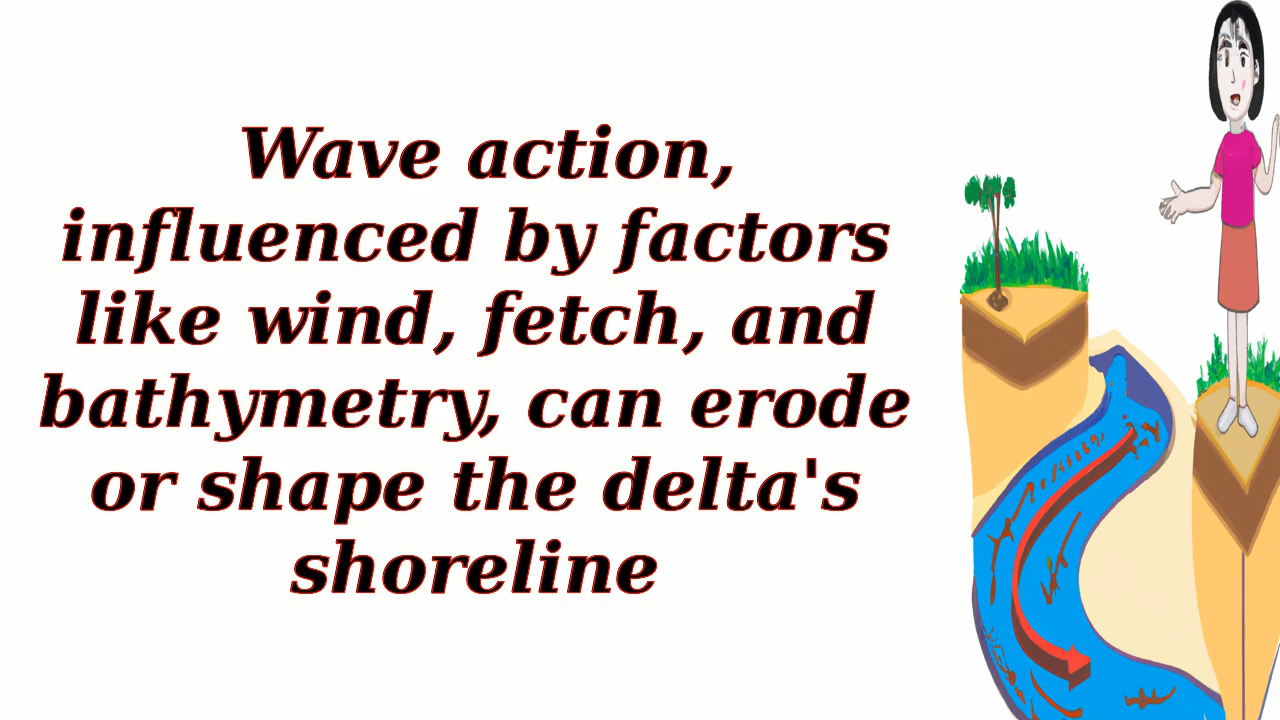 Wave action,
influenced by factors
like wind, fetch, and
bathymetry, can erode
or shape the delta's
shoreline